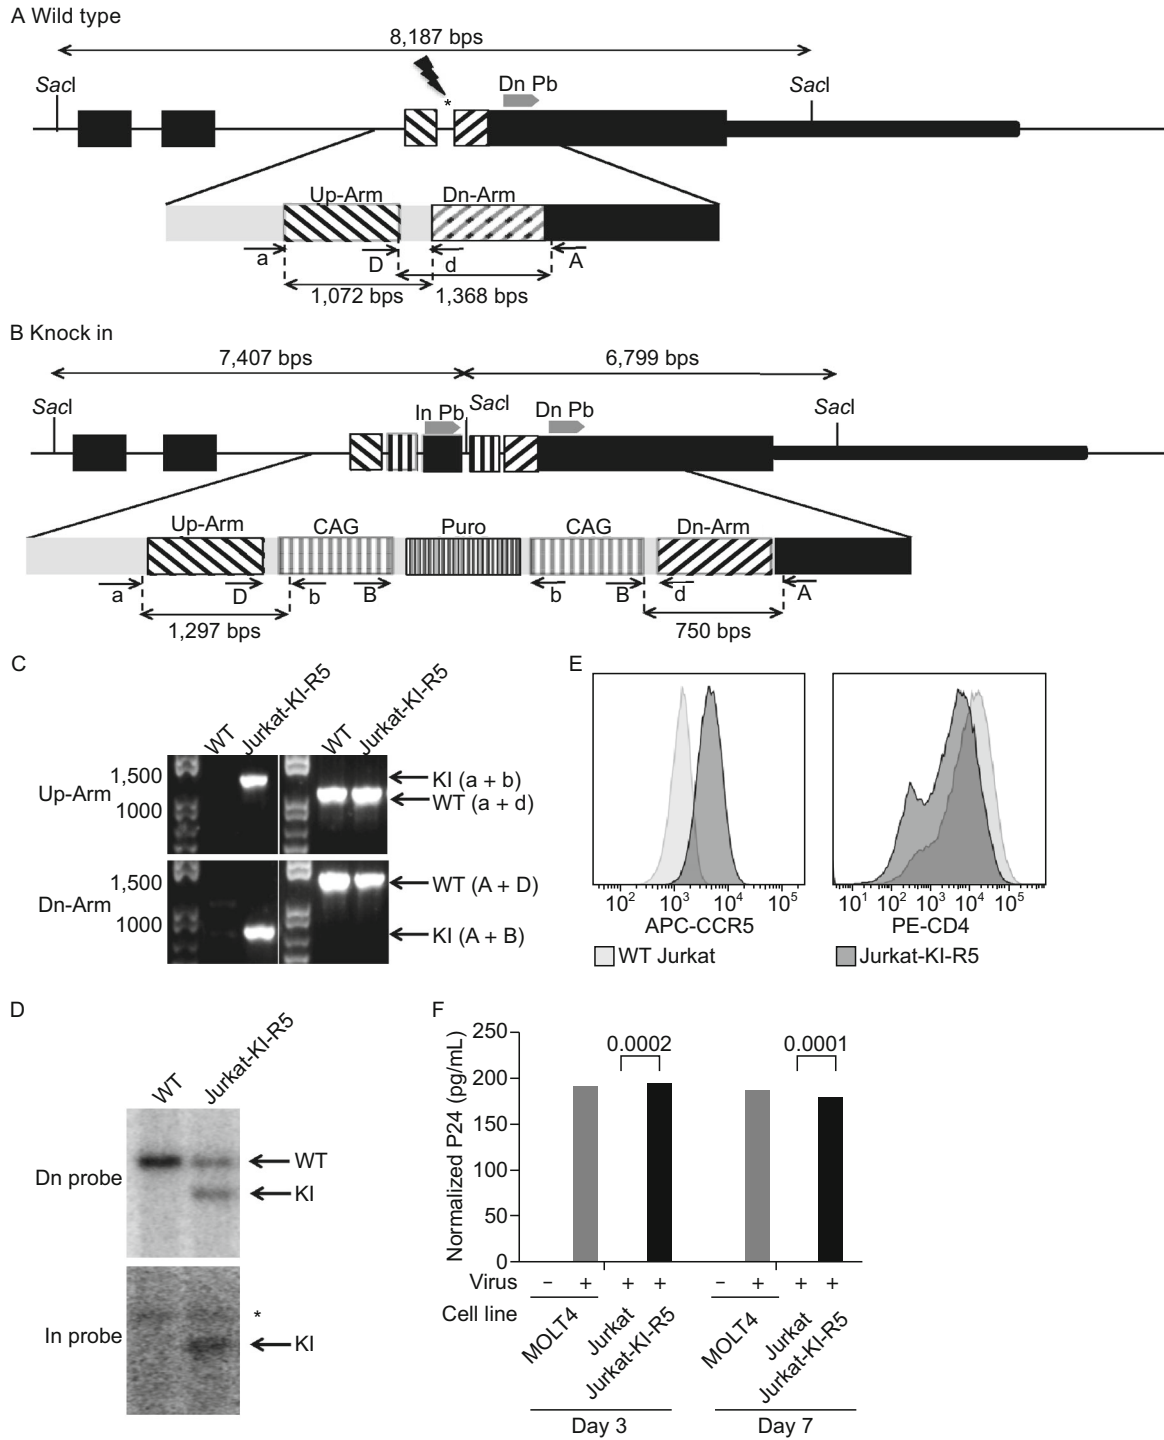 A Wild type
8,187 bps
SacI
*
Dn Pb
SacI
Up-Arm
Dn-Arm
a
D
d
A
1,072 bps
1,368 bps
B Knock in
7,407 bps
6,799 bps
SacI
In Pb
SacI
Dn Pb
SacI
Up-Arm
CAG
Puro
CAG
Dn-Arm
a
D
b
B
b
B
d
A
1,297 bps
750 bps
C
WT
Jurkat-KI-R5
WT
Jurkat-KI-R5
Up-Arm
1,500
1000
KI (a + b)
WT (a + d)
Dn-Arm
1,500
1000
WT (A + D)
KI (A + B)
E
10² 10³ 10⁴ 10⁵
APC-CCR5
10¹ 10² 10³ 10⁴ 10⁵
PE-CD4
WT Jurkat
Jurkat-KI-R5
D
WT
Jurkat-KI-R5
Dn probe
WT
KI
In probe
*
KI
F
Normalized P24 (pg/mL)
250
200
150
100
50
0
0.0002
0.0001
Virus − + + + − + + +
Cell line
MOLT4
Jurkat
Jurkat-KI-R5
MOLT4
Jurkat
Jurkat-KI-R5
Day 3
Day 7